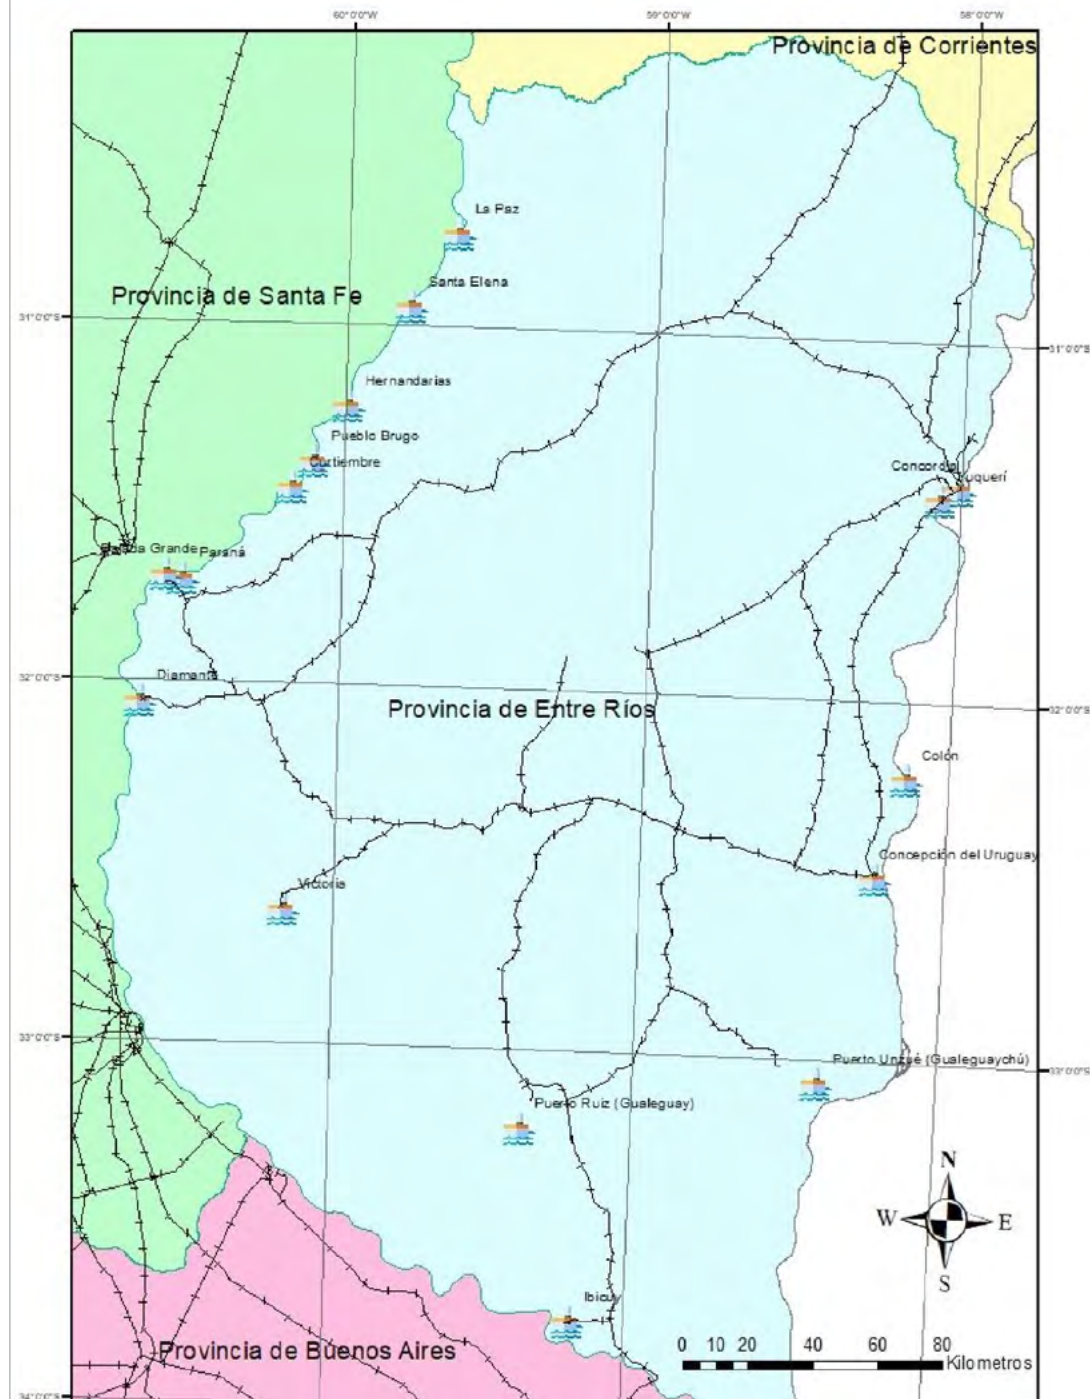 60°0'0"W
59°0'0"W
58°0'0"W
Provincia de Corrientes
La Paz
Santa Elena
Provincia de Santa Fe
31°0'0"S
31°0'0"S
Hernandarias
Pueblo Brugo
Curtiembre
Concordia
Yuquerí
Bajada Grande
Paraná
32°0'0"S
Diamante
Provincia de Entre Ríos
32°0'0"S
Colón
Concepción del Uruguay
Victoria
33°0'0"S
Puerto Unzué (Gualeguaychú)
33°0'0"S
Puerto Ruiz (Gualeguay)
N
W
E
S
Ibicuy
Provincia de Buenos Aires
0 10 20 40 60 80
Kilometros
34°0'0"S